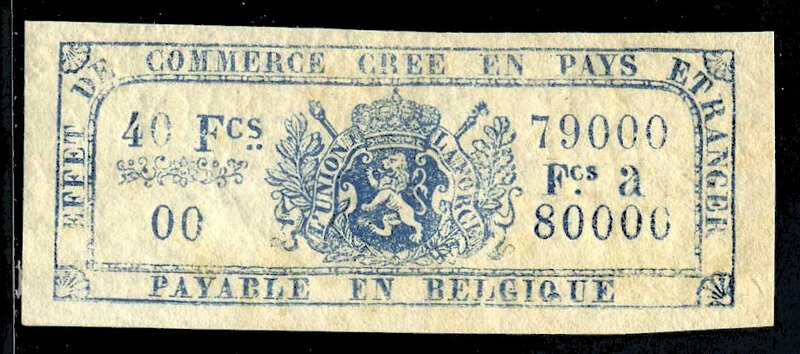 EFFET DE COMMERCE CREE EN PAYS ETRANGER
40 Fcs
00
L'UNION
LA FORCE
79000
Fcs a
80000
PAYABLE EN BELGIQUE